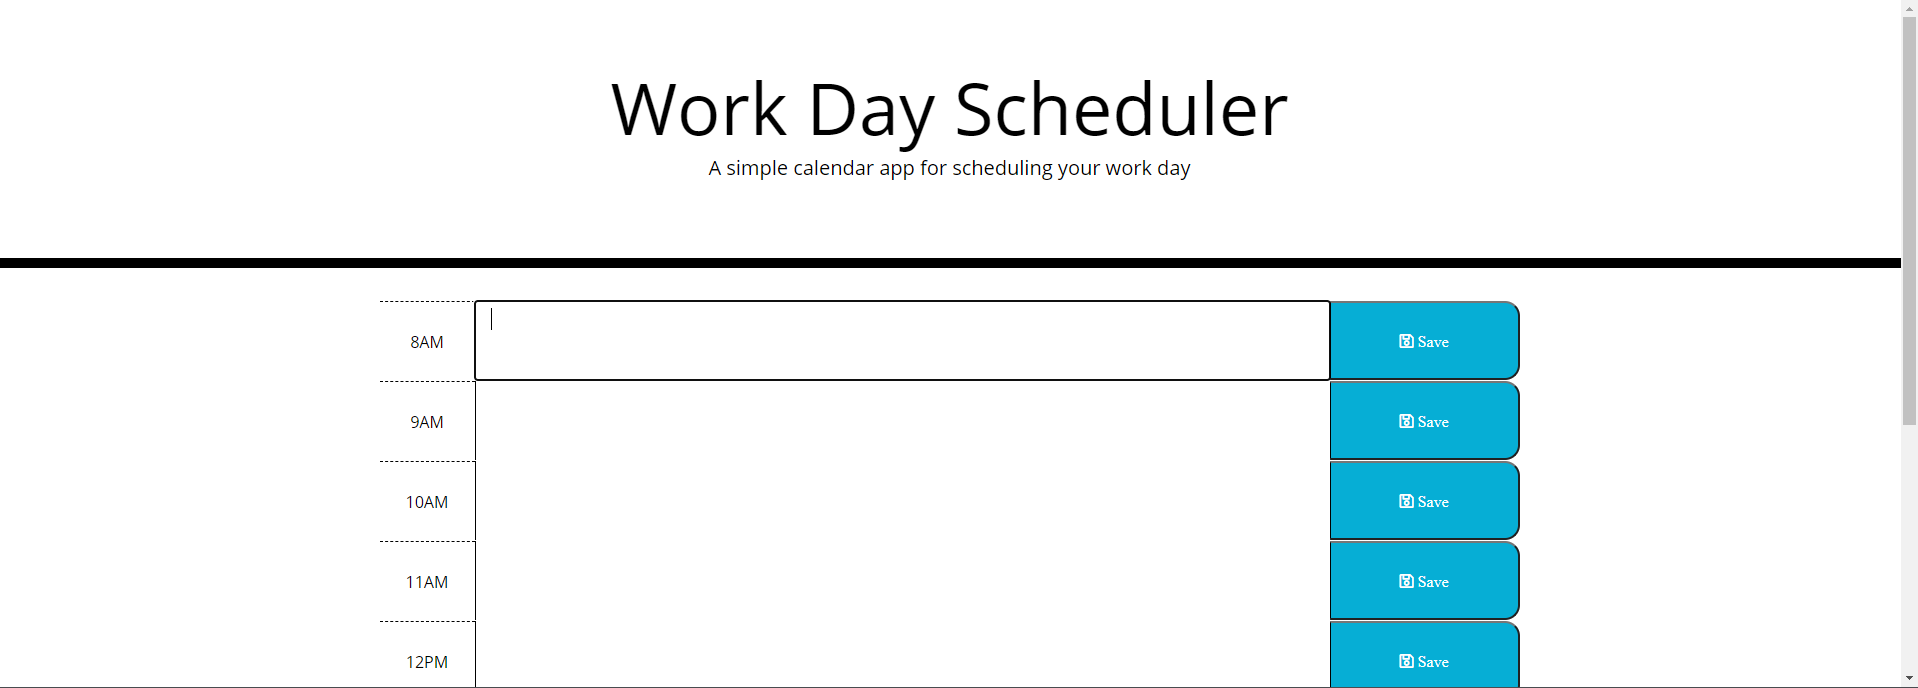 Work Day Scheduler
A simple calendar app for scheduling your work day
8AM
Save
9AM
Save
10AM
Save
11AM
Save
12PM
Save